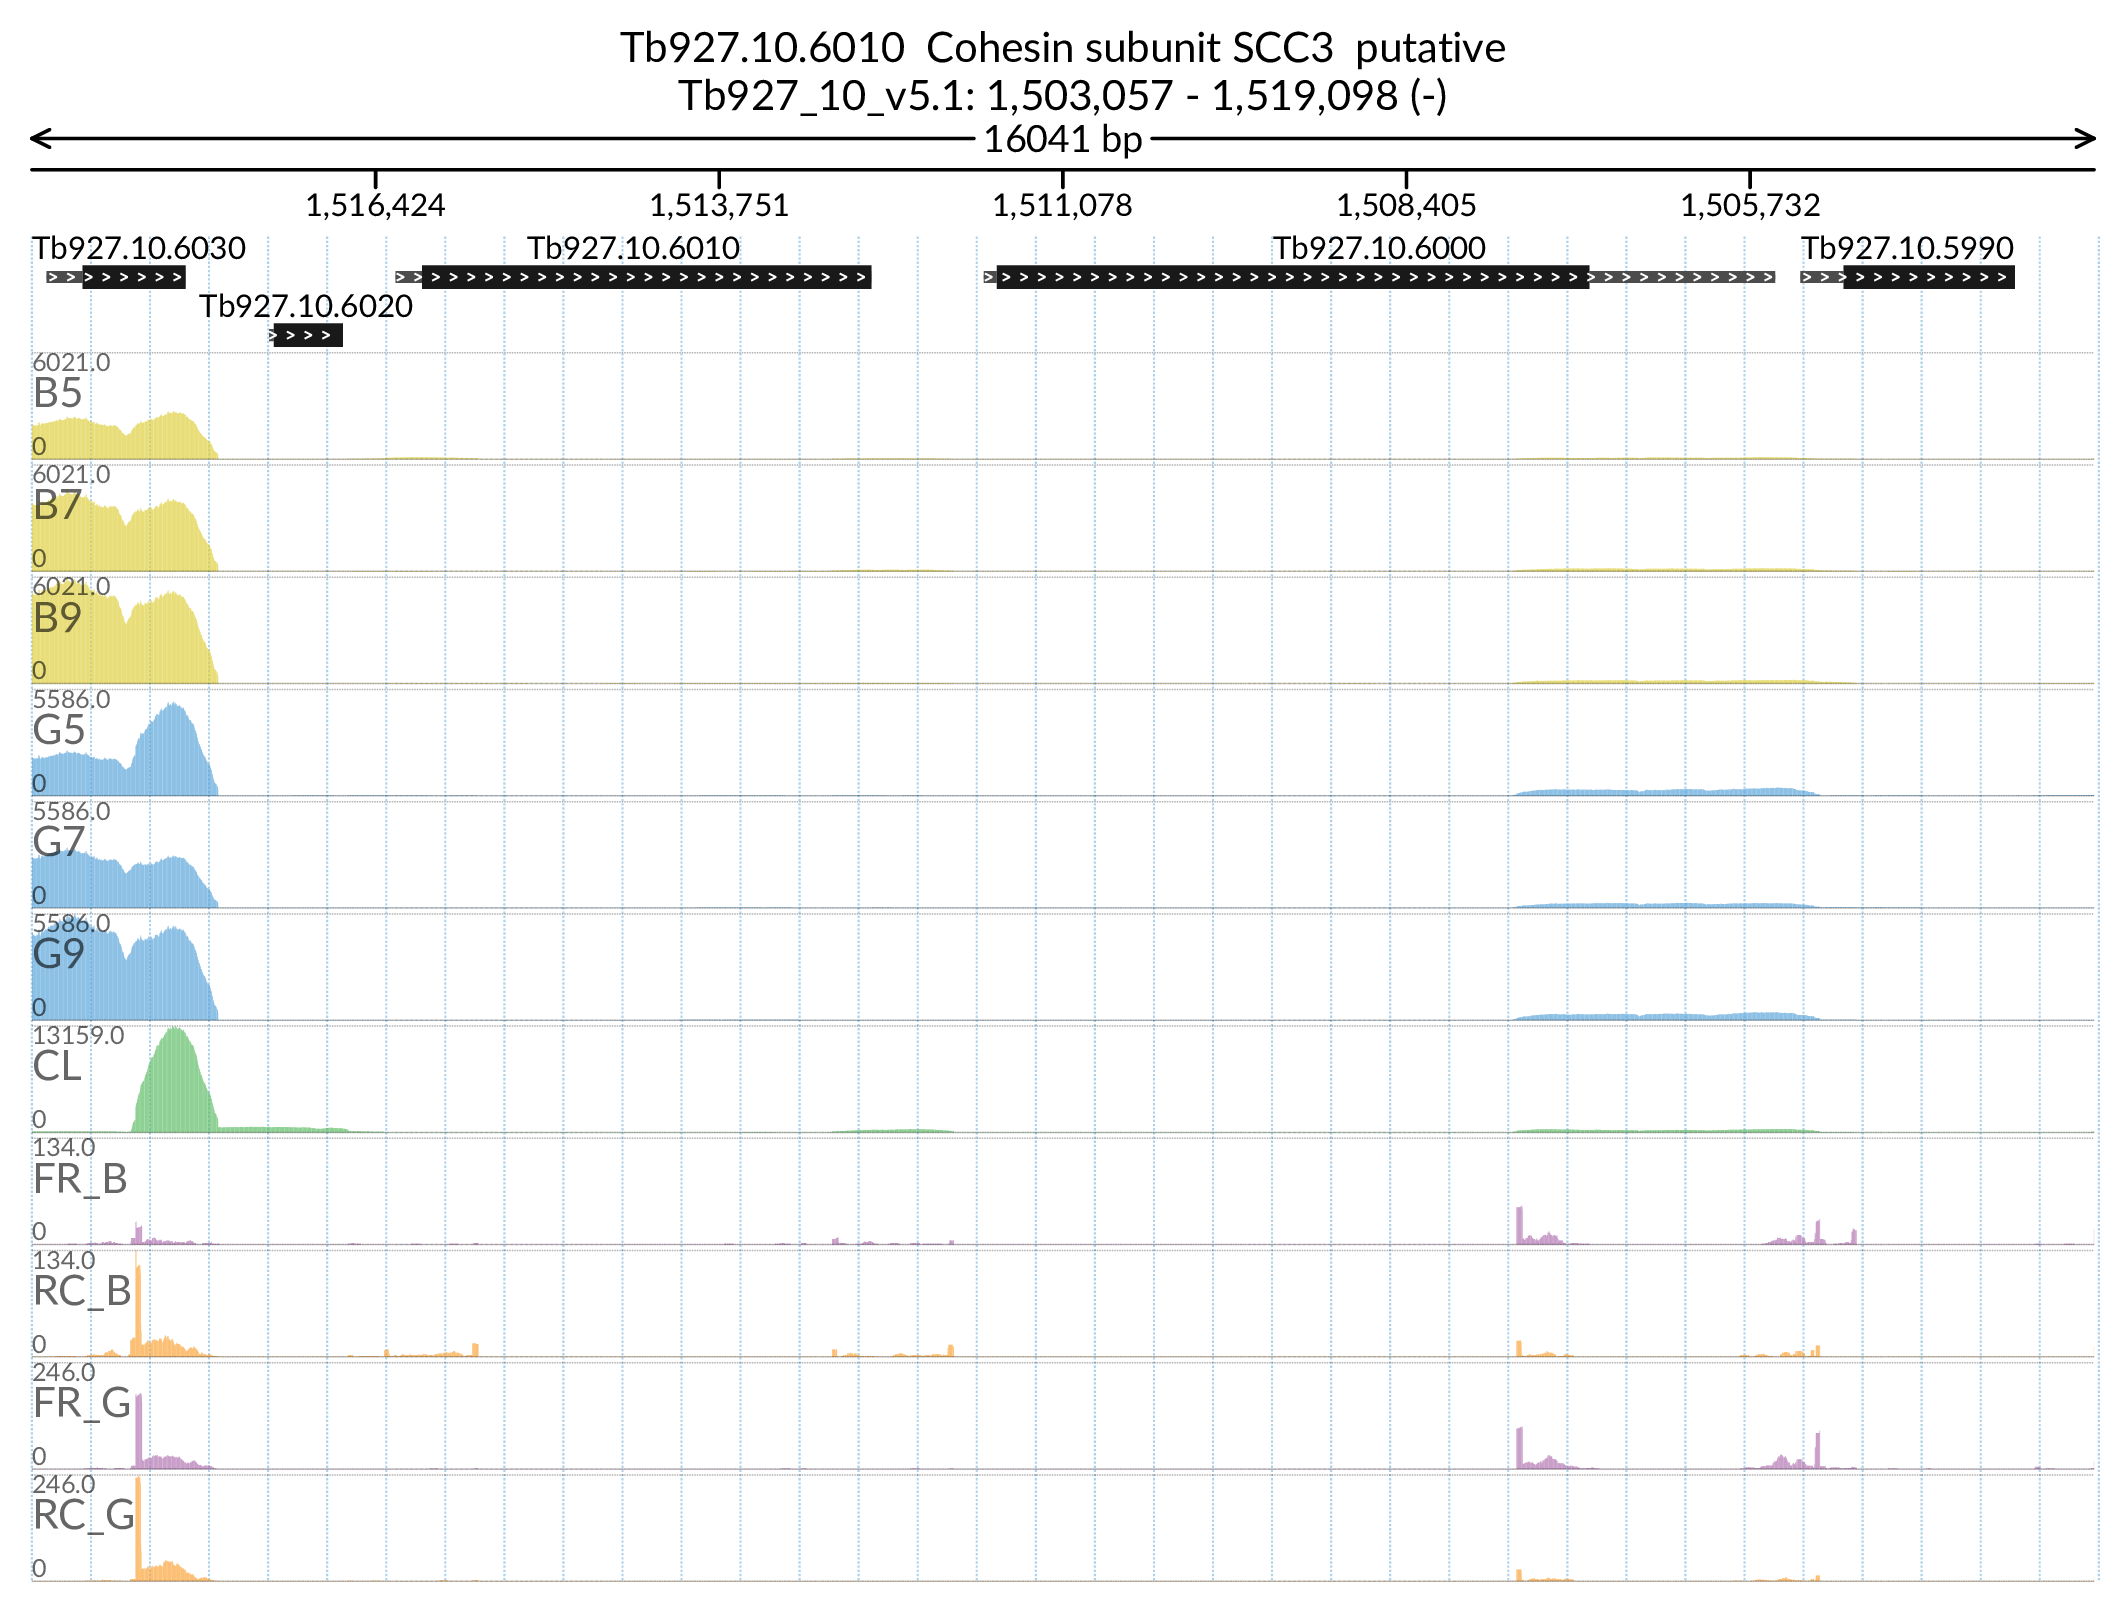 Tb927.10.6010  Cohesin subunit SCC3  putative
Tb927_10_v5.1: 1,503,057 - 1,519,098 (-)
16041 bp
1,516,424 1,513,751 1,511,078 1,508,405 1,505,732
Tb927.10.6030 Tb927.10.6010 Tb927.10.6000 Tb927.10.5990
Tb927.10.6020
6021.0
B5
0
6021.0
B7
0
6021.0
B9
0
5586.0
G5
0
5586.0
G7
0
5586.0
G9
0
13159.0
CL
0
134.0
FR_B
0
134.0
RC_B
0
246.0
FR_G
0
246.0
RC_G
0